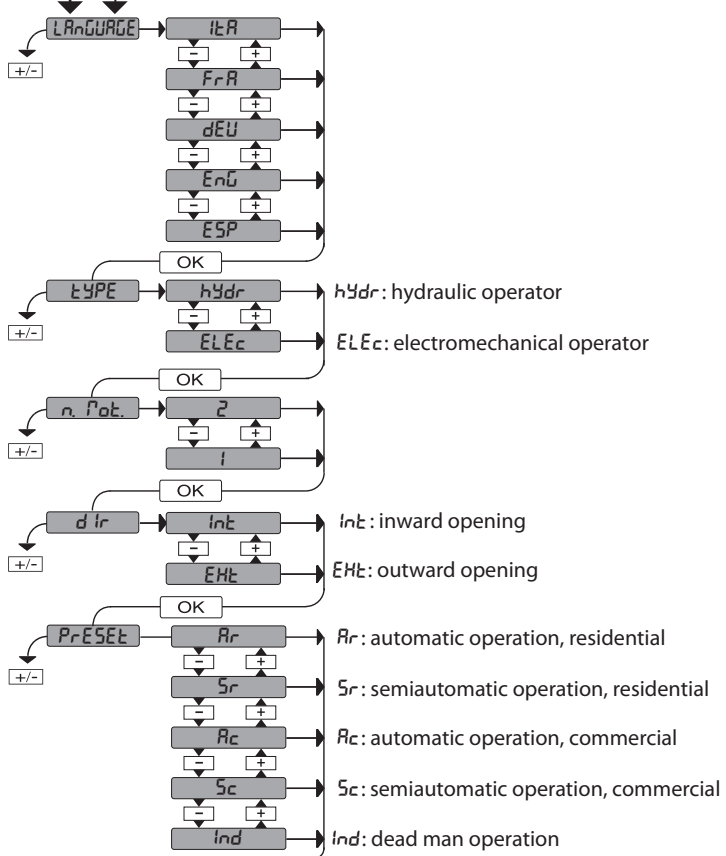 LAnGUAGE ItA
+/- - +
FrA
- +
dEU
- +
EnG
- +
ESP
OK
tYPE hYdr hYdr: hydraulic operator
+/- - +
ELEc ELEc: electromechanical operator
OK
n. Mot. 2
+/- - +
1
OK
dIr Int Int: inward opening
+/- - +
EHt EHt: outward opening
OK
PrESEt Ar Ar: automatic operation, residential
+/- - +
Sr Sr: semiautomatic operation, residential
- +
Ac Ac: automatic operation, commercial
- +
Sc Sc: semiautomatic operation, commercial
- +
Ind Ind: dead man operation